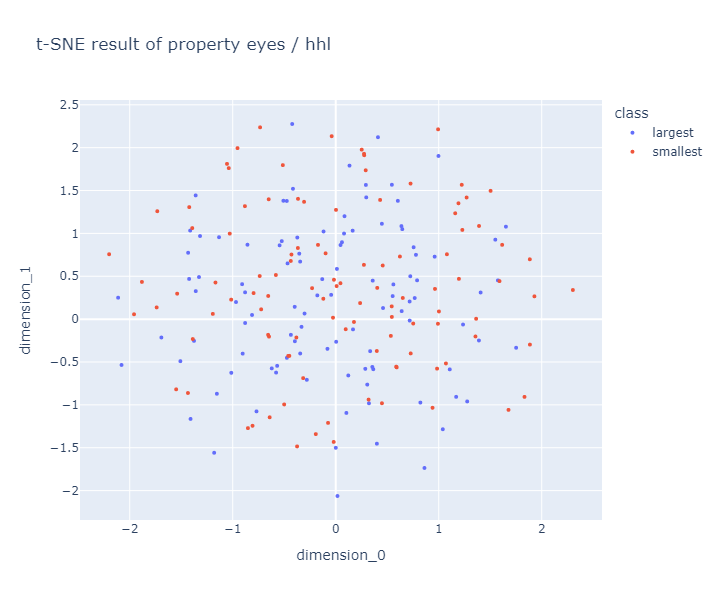 t-SNE result of property eyes / hhl
class
largest
smallest
dimension_1
2.5
2
1.5
1
0.5
0
−0.5
−1
−1.5
−2
−2
−1
0
1
2
dimension_0